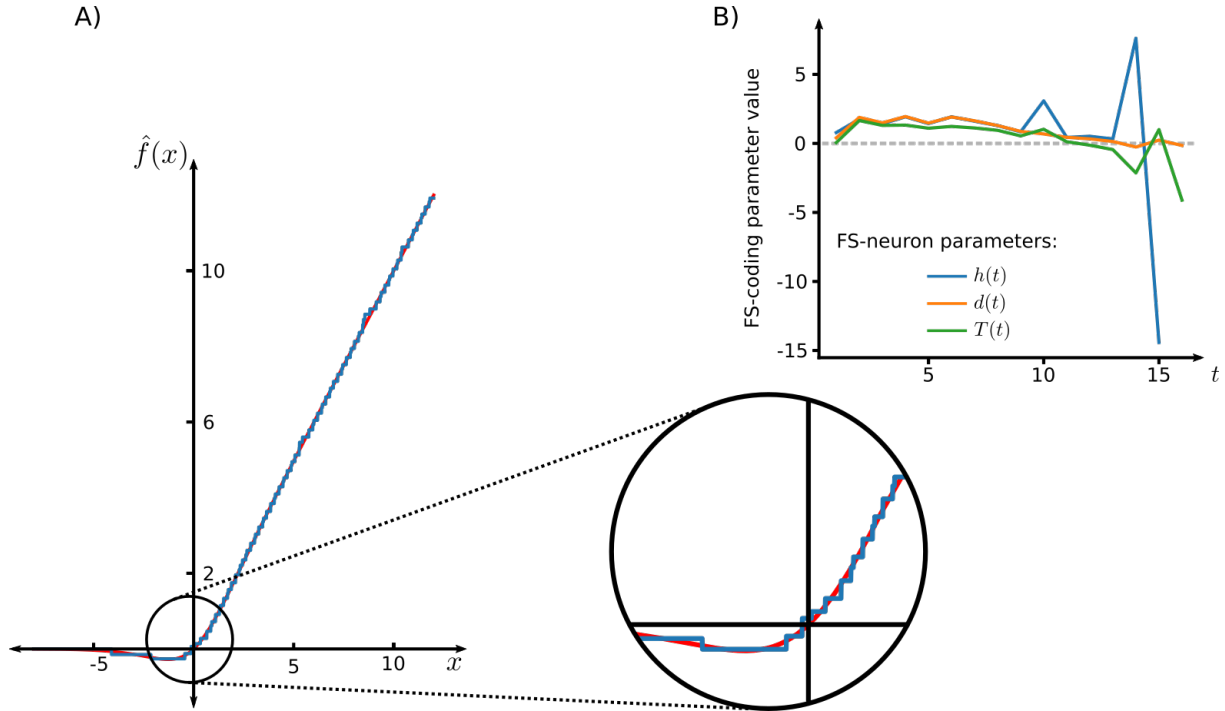 A)
f̂(x)
10
6
2
-5
5
10
x
B)
FS-coding parameter value
5
0
-5
-10
-15
FS-neuron parameters:
h(t)
d(t)
T(t)
5
10
15
t